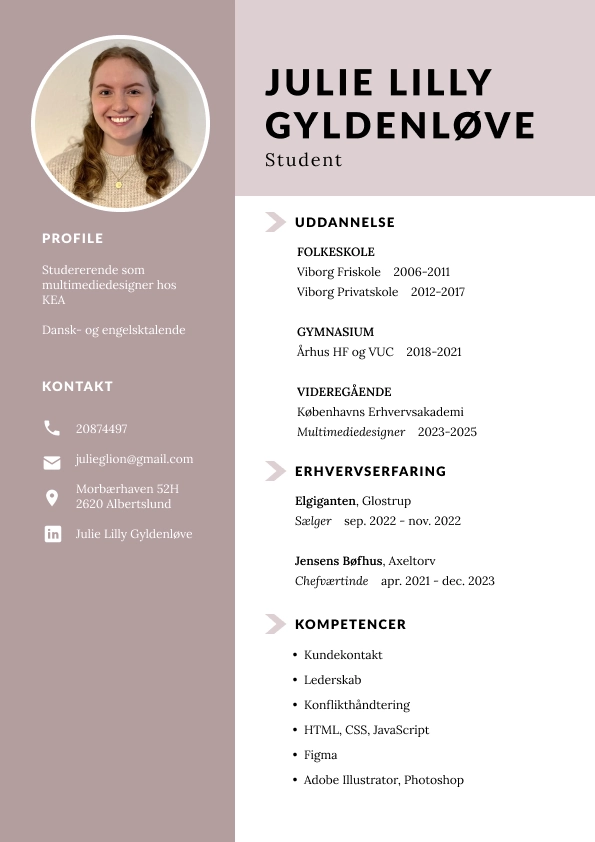 JULIE LILLY
GYLDENLØVE
Student
PROFILE
Studererende som
multimediedesigner hos
KEA
Dansk- og engelsktalende
KONTAKT
20874497
julieglion@gmail.com
Morbærhaven 52H
2620 Albertslund
in
Julie Lilly Gyldenløve
UDDANNELSE
FOLKESKOLE
Viborg Friskole 2006-2011
Viborg Privatskole 2012-2017
GYMNASIUM
Århus HF og VUC 2018-2021
VIDEREGÅENDE
Københavns Erhvervsakademi
Multimediedesigner 2023-2025
ERHVERVSERFARING
Elgiganten, Glostrup
Sælger sep. 2022 - nov. 2022
Jensens Bøfhus, Axeltorv
Chefværtinde apr. 2021 - dec. 2023
KOMPETENCER
• Kundekontakt
• Lederskab
• Konflikthåndtering
• HTML, CSS, JavaScript
• Figma
• Adobe Illustrator, Photoshop